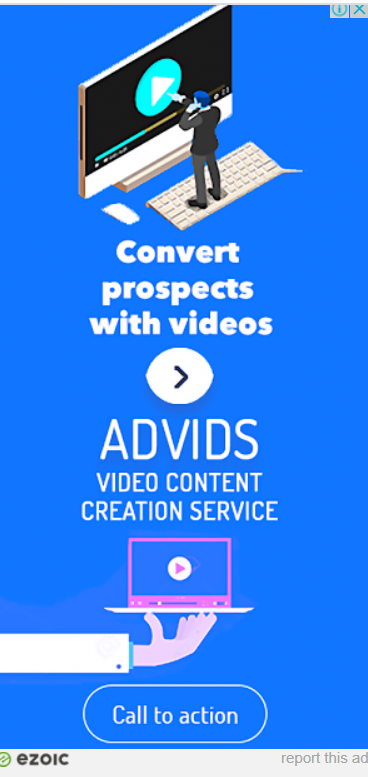 Convert
prospects
with videos
ADVIDS
VIDEO CONTENT
CREATION SERVICE
Call to action
ezoic
report this ad